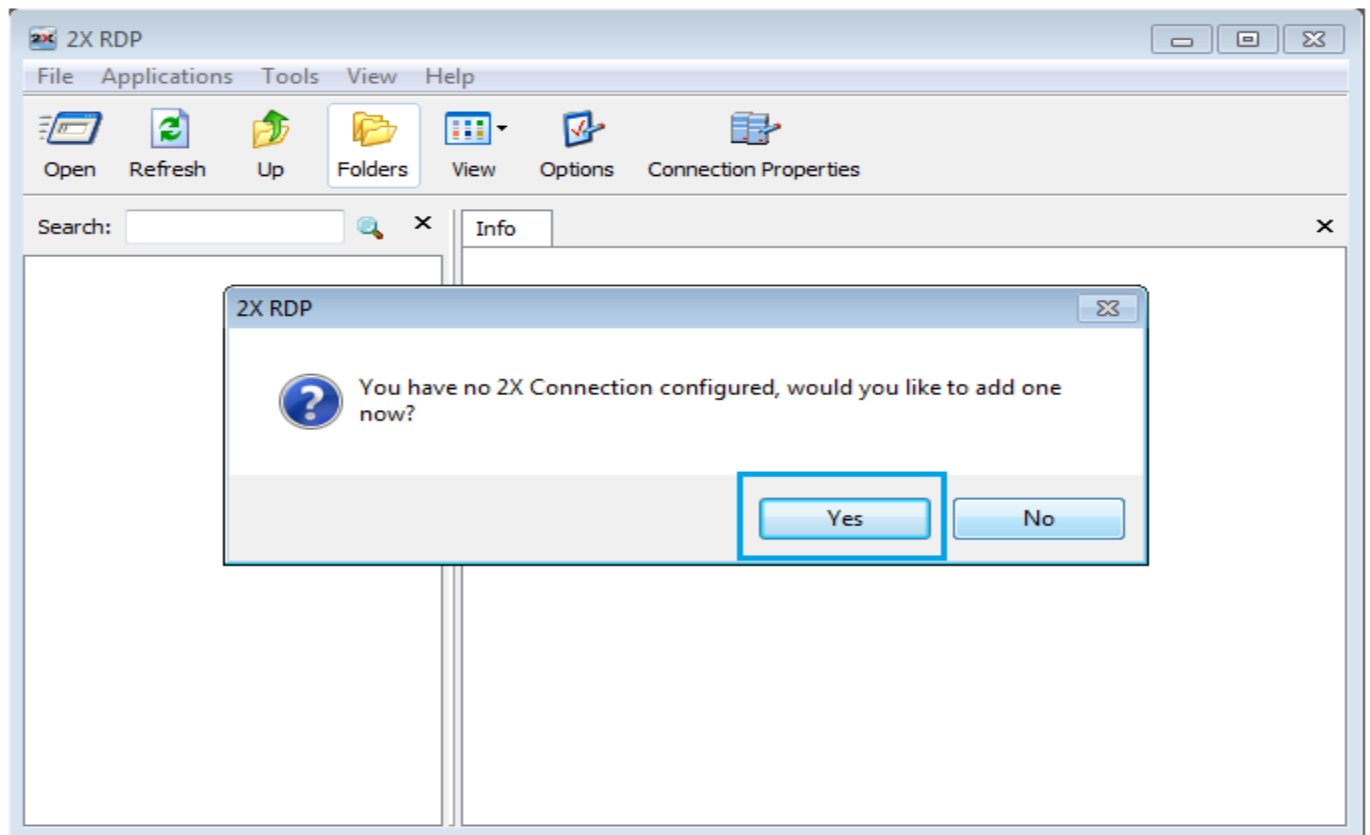 2X RDP
File Applications Tools View Help
Open Refresh Up Folders View Options Connection Properties
Search:
Info
2X RDP
You have no 2X Connection configured, would you like to add one
now?
Yes No